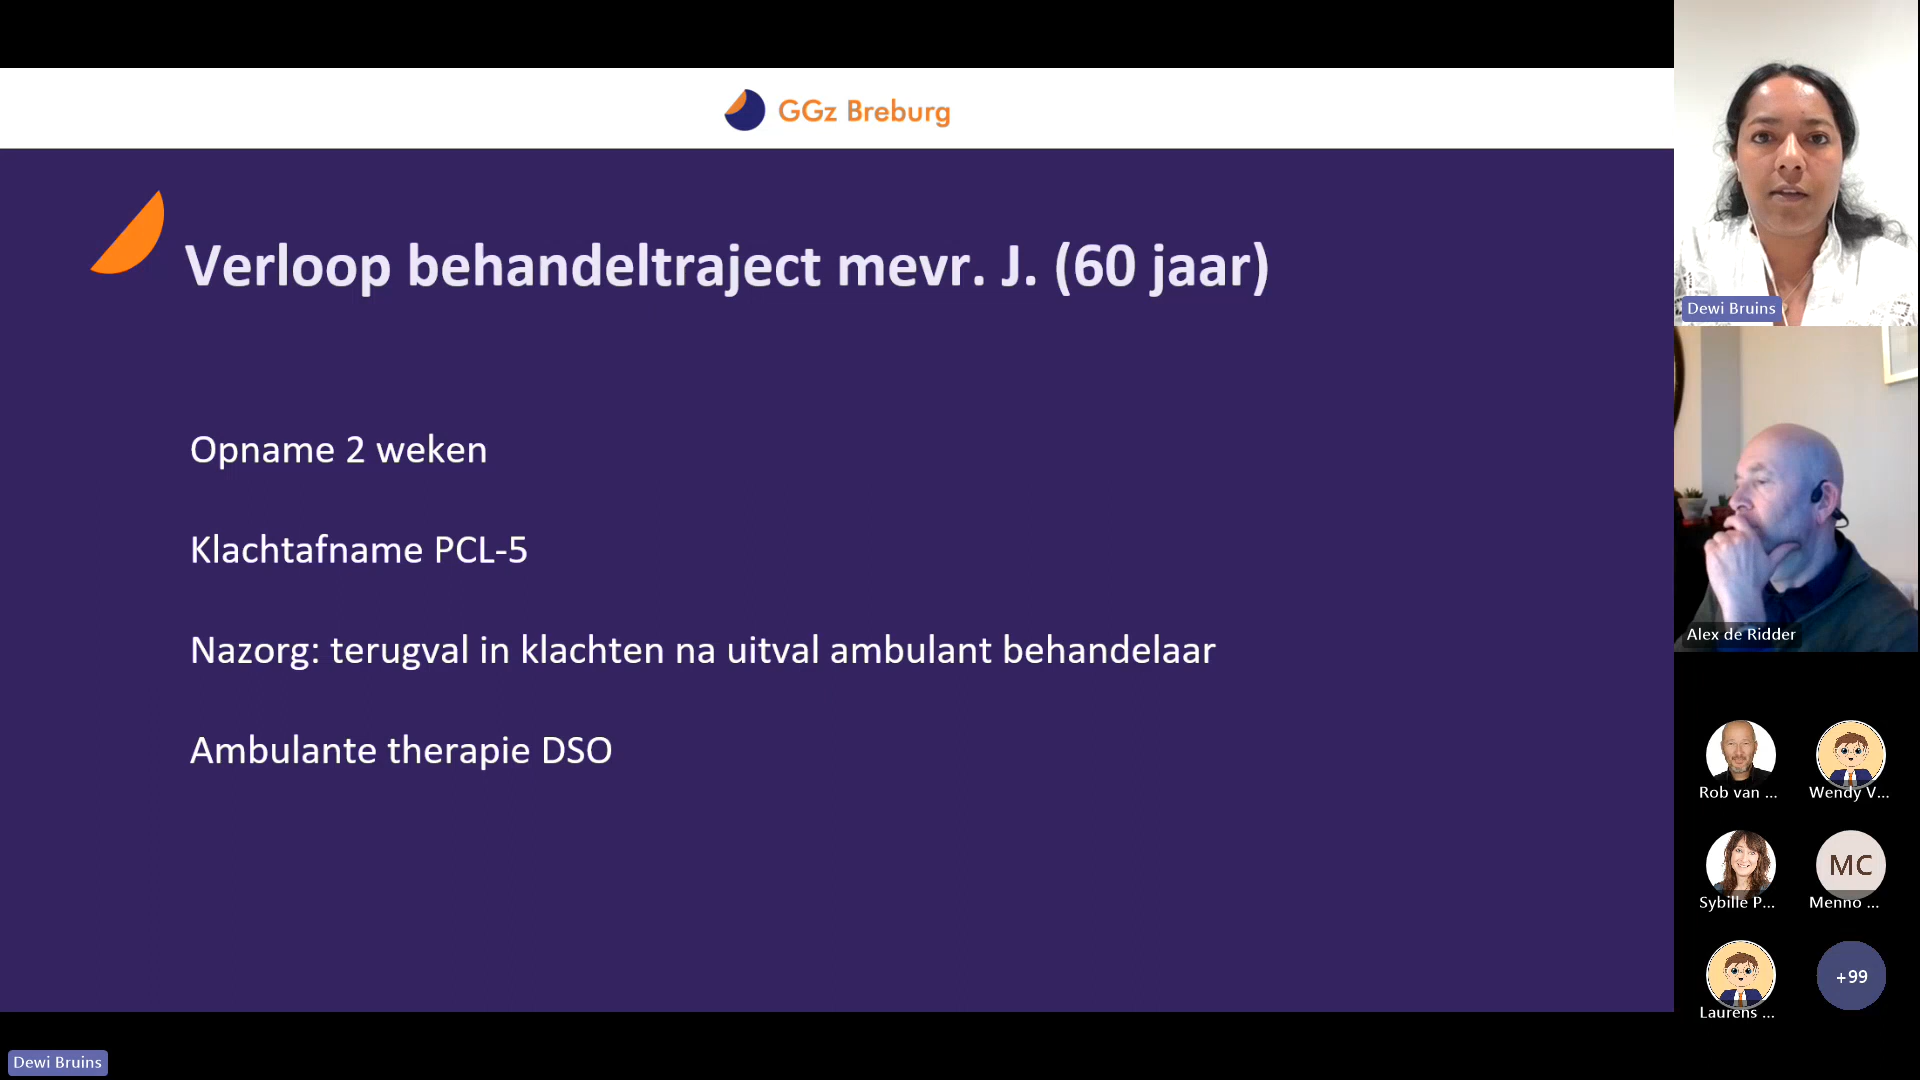 GGz Breburg
Verloop behandeltraject mevr. J. (60 jaar)
Opname 2 weken
Klachtafname PCL-5
Nazorg: terugval in klachten na uitval ambulant behandelaar
Ambulante therapie DSO
Dewi Bruins
Alex de Ridder
Rob van ...
Wendy V...
Sybille P...
MC
Menno ...
Laurens ...
+99
Dewi Bruins